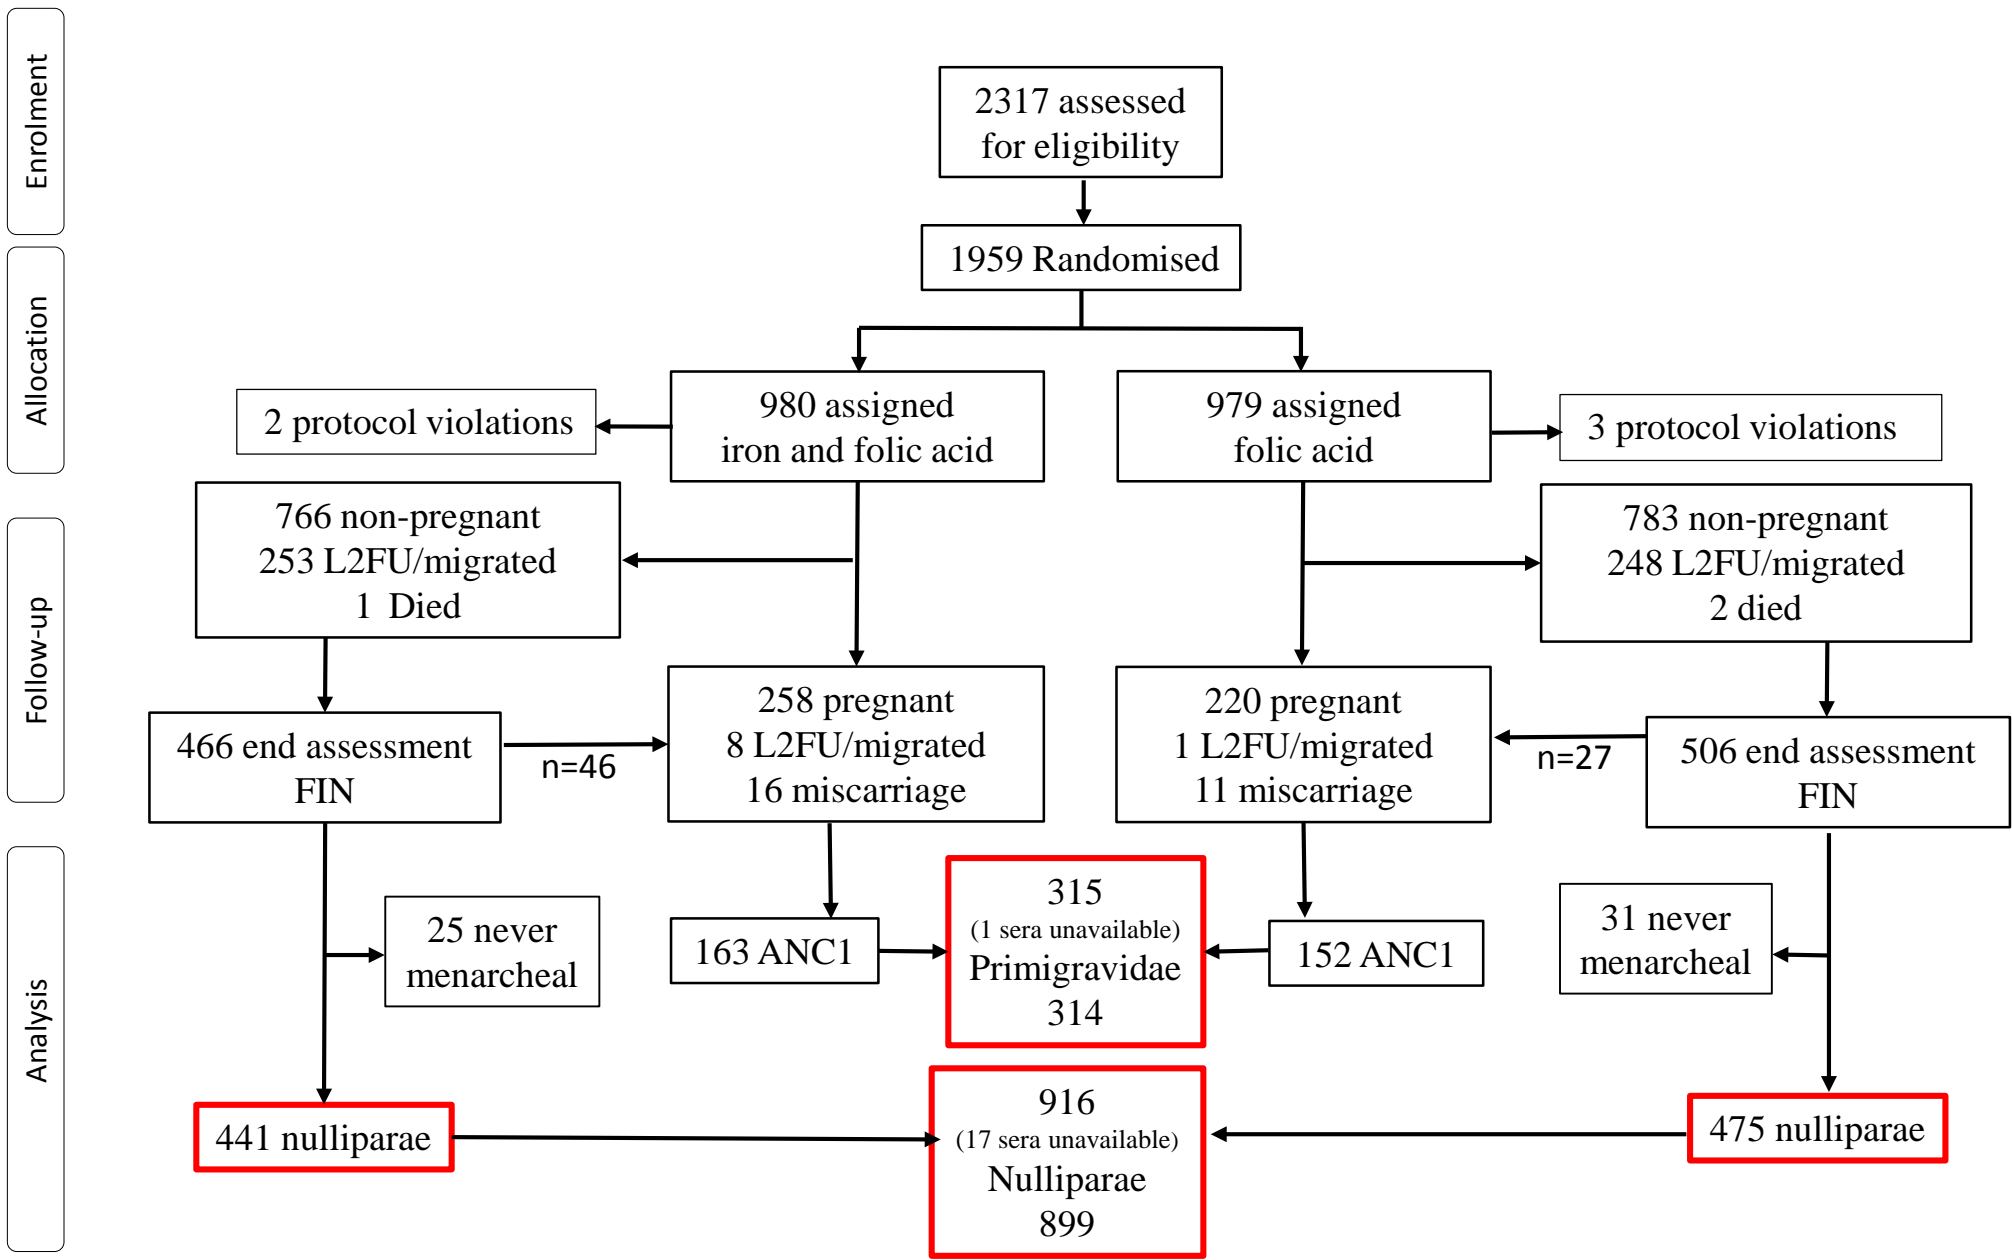 Enrolment
2317 assessed
for eligibility
1959 Randomised
Allocation
2 protocol violations
980 assigned
iron and folic acid
979 assigned
folic acid
3 protocol violations
Follow-up
766 non-pregnant
253 L2FU/migrated
1 Died
783 non-pregnant
248 L2FU/migrated
2 died
466 end assessment
FIN
n=46
258 pregnant
8 L2FU/migrated
16 miscarriage
220 pregnant
1 L2FU/migrated
11 miscarriage
n=27
506 end assessment
FIN
Analysis
25 never
menarcheal
163 ANC1
315
(1 sera unavailable)
Primigravidae
314
152 ANC1
31 never
menarcheal
441 nulliparae
916
(17 sera unavailable)
Nulliparae
899
475 nulliparae